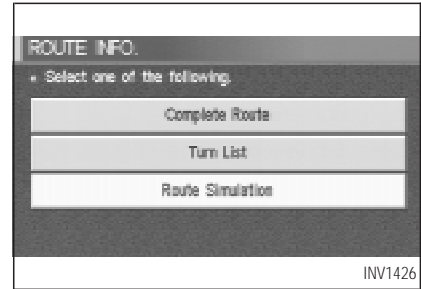 ROUTE INFO.
• Select one of the following.
Complete Route
Turn List
Route Simulation
INV1426